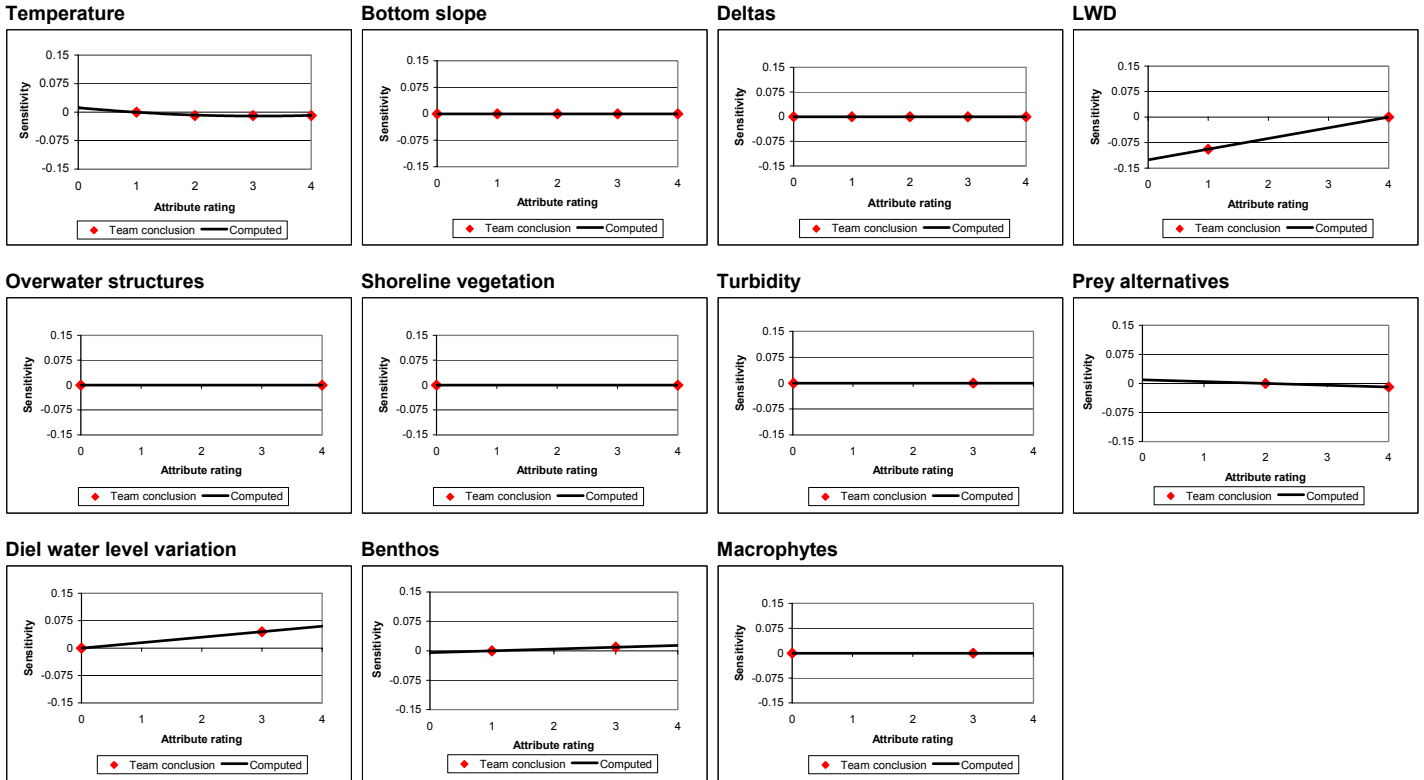 Temperature
Sensitivity
0.15
0.075
0
-0.075
-0.15
0 1 2 3 4
Attribute rating
Team conclusion Computed
Bottom slope
Sensitivity
0.15
0.075
0
-0.075
-0.15
0 1 2 3 4
Attribute rating
Team conclusion Computed
Deltas
Sensitivity
0.15
0.075
0
-0.075
-0.15
0 1 2 3 4
Attribute rating
Team conclusion Computed
LWD
Sensitivity
0.15
0.075
0
-0.075
-0.15
0 1 2 3 4
Attribute rating
Team conclusion Computed
Overwater structures
Sensitivity
0.15
0.075
0
-0.075
-0.15
0 1 2 3 4
Attribute rating
Team conclusion Computed
Shoreline vegetation
Sensitivity
0.15
0.075
0
-0.075
-0.15
0 1 2 3 4
Attribute rating
Team conclusion Computed
Turbidity
Sensitivity
0.15
0.075
0
-0.075
-0.15
0 1 2 3 4
Attribute rating
Team conclusion Computed
Prey alternatives
Sensitivity
0.15
0.075
0
-0.075
-0.15
0 1 2 3 4
Attribute rating
Team conclusion Computed
Diel water level variation
Sensitivity
0.15
0.075
0
-0.075
-0.15
0 1 2 3 4
Attribute rating
Team conclusion Computed
Benthos
Sensitivity
0.15
0.075
0
-0.075
-0.15
0 1 2 3 4
Attribute rating
Team conclusion Computed
Macrophytes
Sensitivity
0.15
0.075
0
-0.075
-0.15
0 1 2 3 4
Attribute rating
Team conclusion Computed